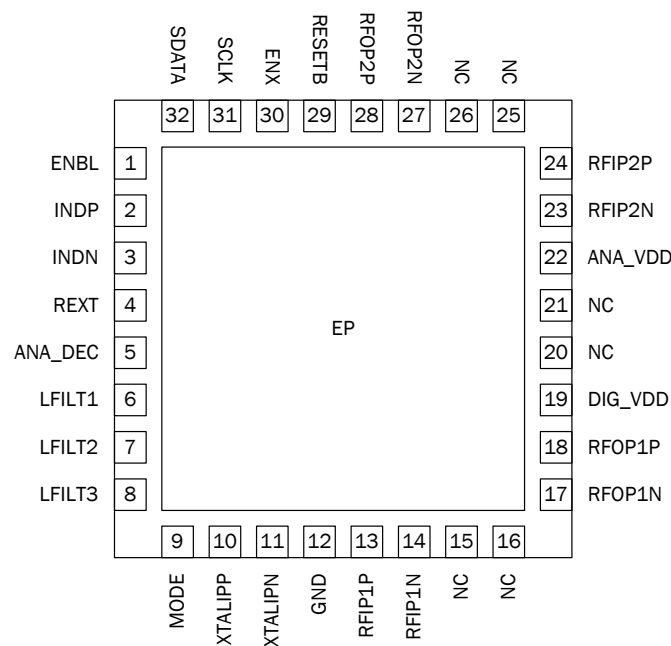 SDATA
SCLK
ENX
RESETB
RFOP2P
RFOP2N
NC
NC
32 31 30 29 28 27 26 25
ENBL 1
INDP 2
INDN 3
REXT 4
ANA_DEC 5
LFILT1 6
LFILT2 7
LFILT3 8
EP
24 RFIP2P
23 RFIP2N
22 ANA_VDD
21 NC
20 NC
19 DIG_VDD
18 RFOP1P
17 RFOP1N
9 10 11 12 13 14 15 16
MODE
XTALIPP
XTALIPN
GND
RFIP1P
RFIP1N
NC
NC